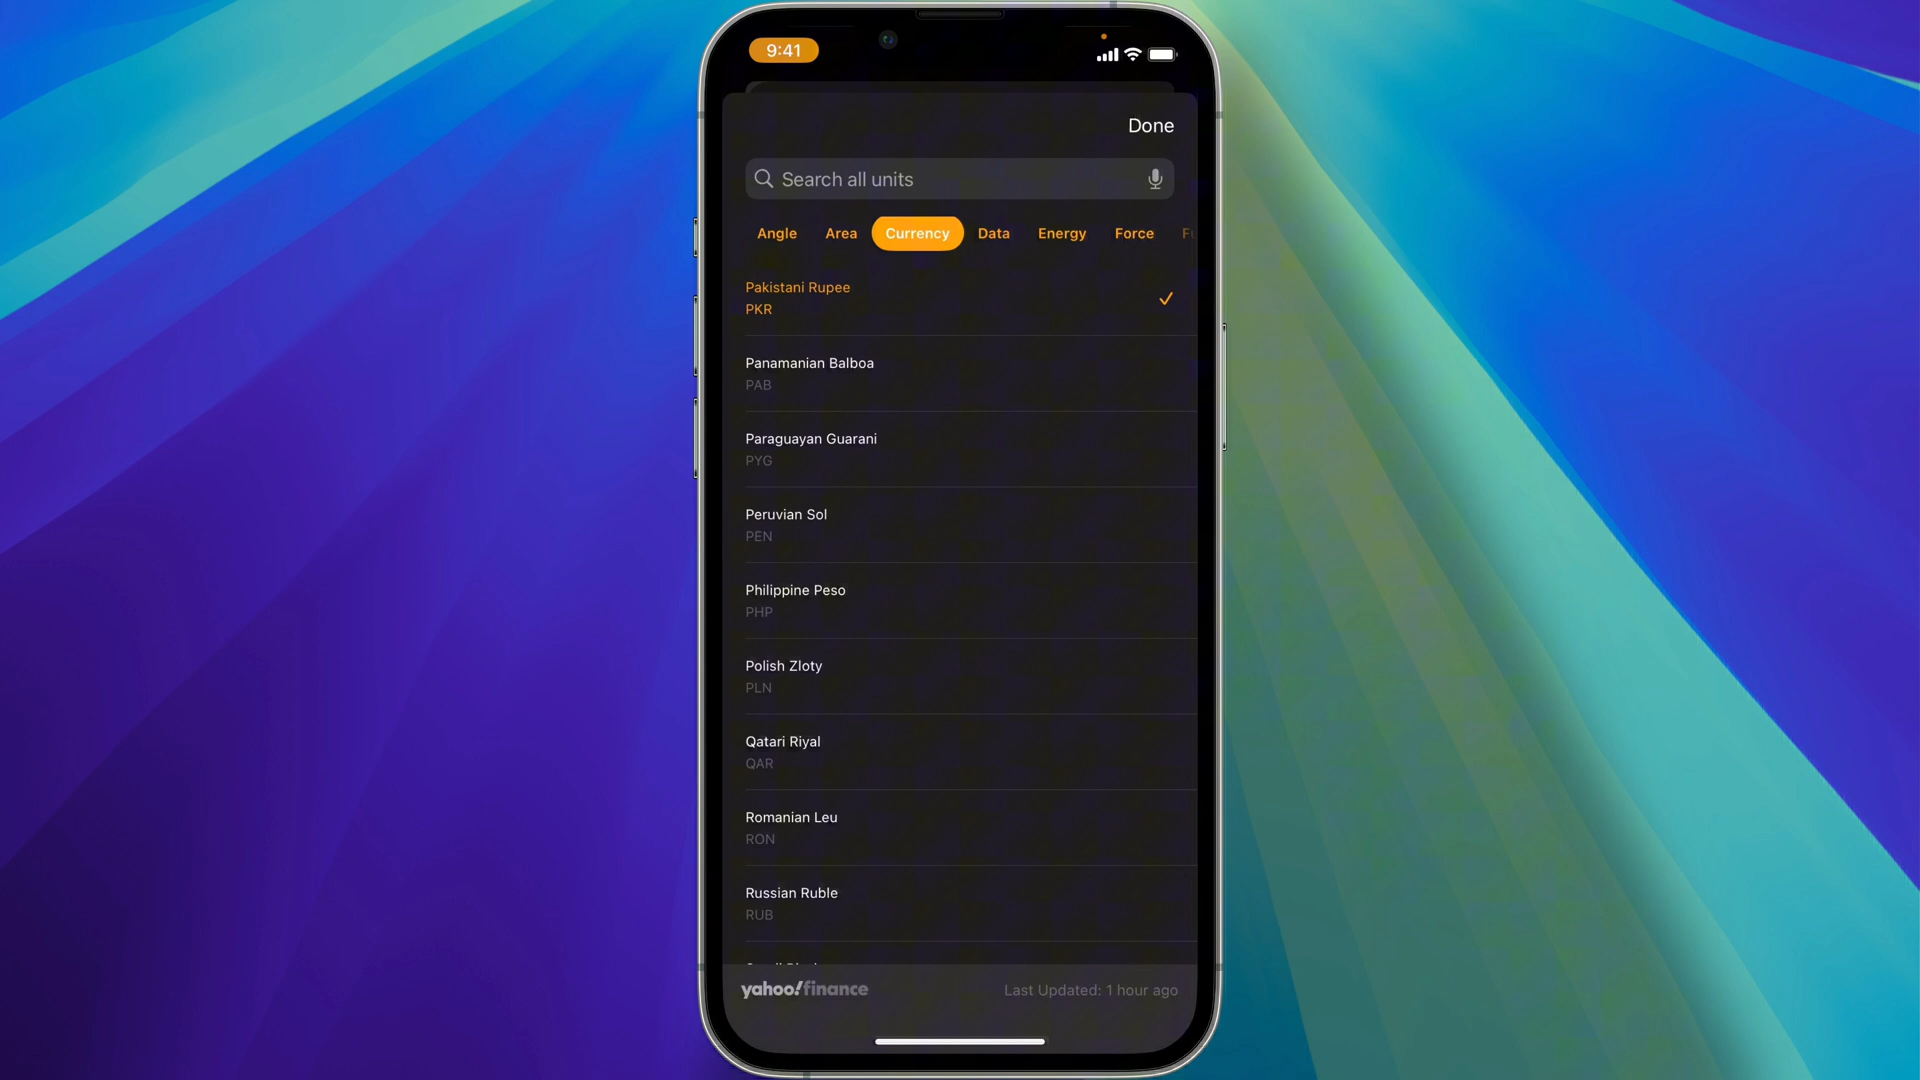 9:41
Done
Search all units
Angle Area Currency Data Energy Force
Pakistani Rupee
PKR
Panamanian Balboa
PAB
Paraguayan Guarani
PYG
Peruvian Sol
PEN
Philippine Peso
PHP
Polish Zloty
PLN
Qatari Riyal
QAR
Romanian Leu
RON
Russian Ruble
RUB
yahoo!finance
Last Updated: 1 hour ago